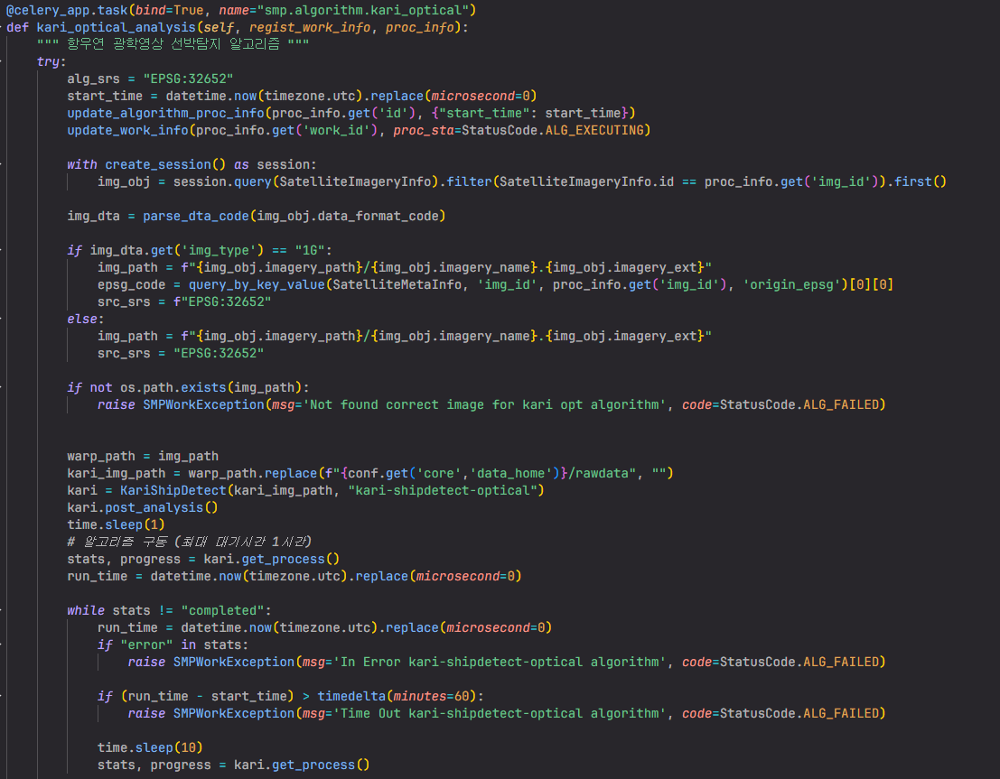 @celery_app.task(bind=True, name="smp.algorithm.kari_optical")
def kari_optical_analysis(self, regist_work_info, proc_info):
    """ 항우연 광학영상 선박탐지 알고리즘 """
    try:
        alg_srs = "EPSG:32652"
        start_time = datetime.now(timezone.utc).replace(microsecond=0)
        update_algorithm_proc_info(proc_info.get('id'), {"start_time": start_time})
        update_work_info(proc_info.get('work_id'), proc_sta=StatusCode.ALG_EXECUTING)

        with create_session() as session:
            img_obj = session.query(SatelliteImageryInfo).filter(SatelliteImageryInfo.id == proc_info.get('img_id')).first()

        img_dta = parse_dta_code(img_obj.data_format_code)

        if img_dta.get('img_type') == "1G":
            img_path = f"{img_obj.imagery_path}/{img_obj.imagery_name}.{img_obj.imagery_ext}"
            epsg_code = query_by_key_value(SatelliteMetaInfo, 'img_id', proc_info.get('img_id'), 'origin_epsg')[0][0]
            src_srs = f"EPSG:32652"
        else:
            img_path = f"{img_obj.imagery_path}/{img_obj.imagery_name}.{img_obj.imagery_ext}"
            src_srs = "EPSG:32652"

        if not os.path.exists(img_path):
            raise SMPWorkException(msg='Not found correct image for kari opt algorithm', code=StatusCode.ALG_FAILED)


        warp_path = img_path
        kari_img_path = warp_path.replace(f"{conf.get('core','data_home')}/rawdata", "")
        kari = KariShipDetect(kari_img_path, "kari-shipdetect-optical")
        kari.post_analysis()
        time.sleep(1)
        # 알고리즘 구동 (최대 대기시간 1시간)
        stats, progress = kari.get_process()
        run_time = datetime.now(timezone.utc).replace(microsecond=0)

        while stats != "completed":
            run_time = datetime.now(timezone.utc).replace(microsecond=0)
            if "error" in stats:
                raise SMPWorkException(msg='In Error kari-shipdetect-optical algorithm', code=StatusCode.ALG_FAILED)

            if (run_time - start_time) > timedelta(minutes=60):
                raise SMPWorkException(msg='Time Out kari-shipdetect-optical algorithm', code=StatusCode.ALG_FAILED)

            time.sleep(10)
            stats, progress = kari.get_process()